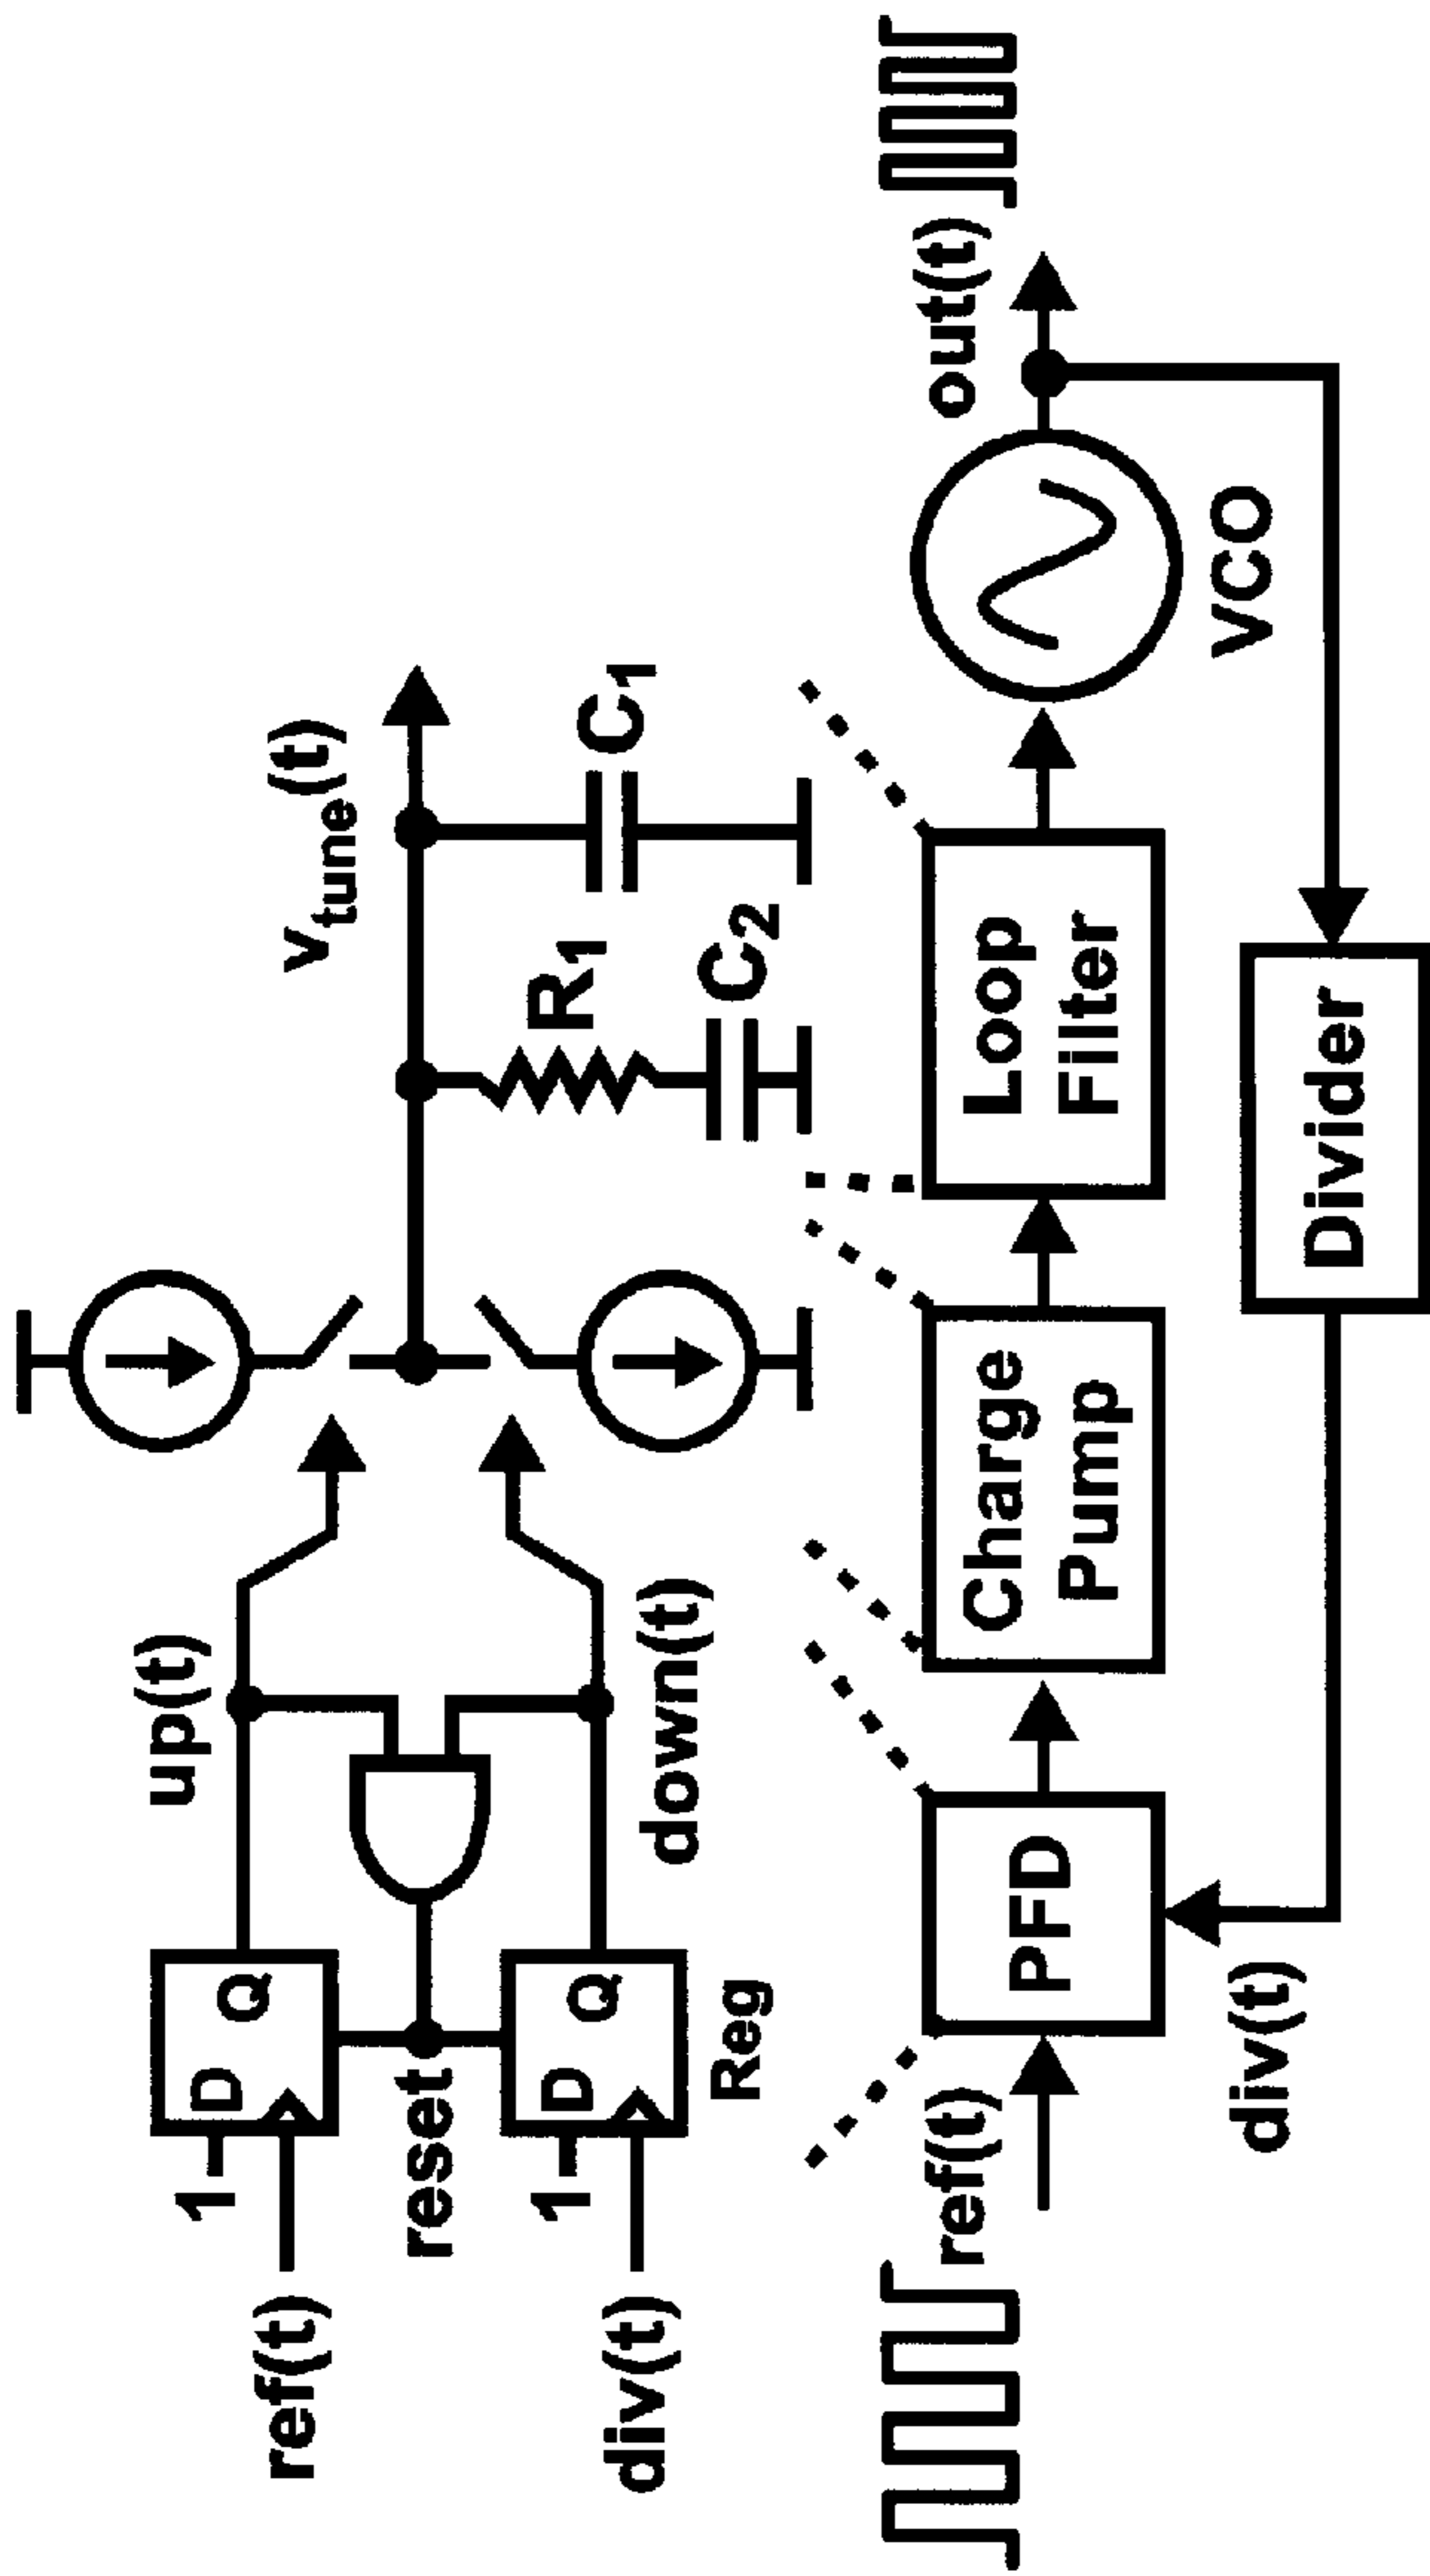 ref(t)
1
D
Q
up(t)
reset
div(t)
1
D
Q
Reg
down(t)
v_tune(t)
R1
C2
C1
ref(t)
PFD
Charge
Pump
Loop
Filter
out(t)
VCO
div(t)
Divider